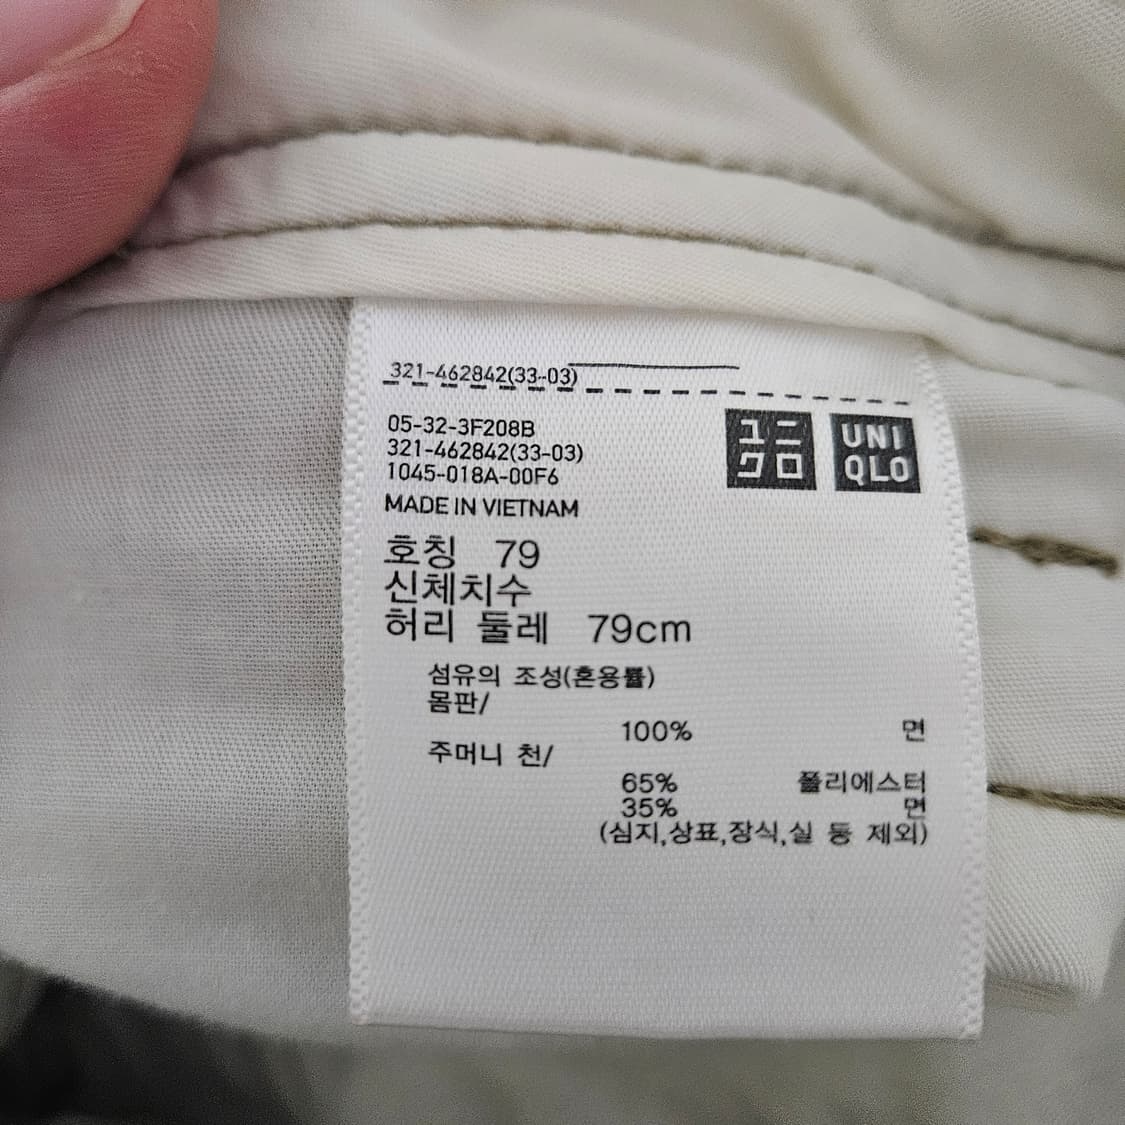 321-462842(33-03)
05-32-3F208B
321-462842(33-03)
1045-018A-00F6
MADE IN VIETNAM
ユニ
クロ
UNI
QLO
호칭 79
신체치수
허리 둘레 79cm
섬유의 조성(혼용률)
몸판/
100% 면
주머니 천/
65% 폴리에스터
35% 면
(심지,상표,장식,실 등 제외)